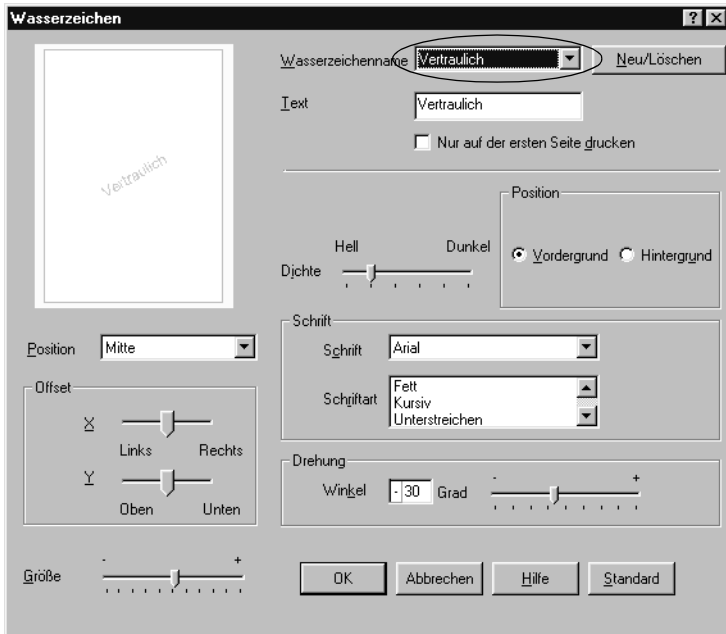 Wasserzeichen
Wasserzeichenname Vertraulich Neu/Löschen
Text Vertraulich
Nur auf der ersten Seite drucken
Vertraulich
Position
Hell Dunkel
Dichte
Vordergrund Hintergrund
Position Mitte
Schrift
Schrift Arial
Schriftart Fett
Kursiv
Unterstreichen
Offset
X
Links Rechts
Y
Oben Unten
Drehung
Winkel -30 Grad - +
Größe - +
OK Abbrechen Hilfe Standard